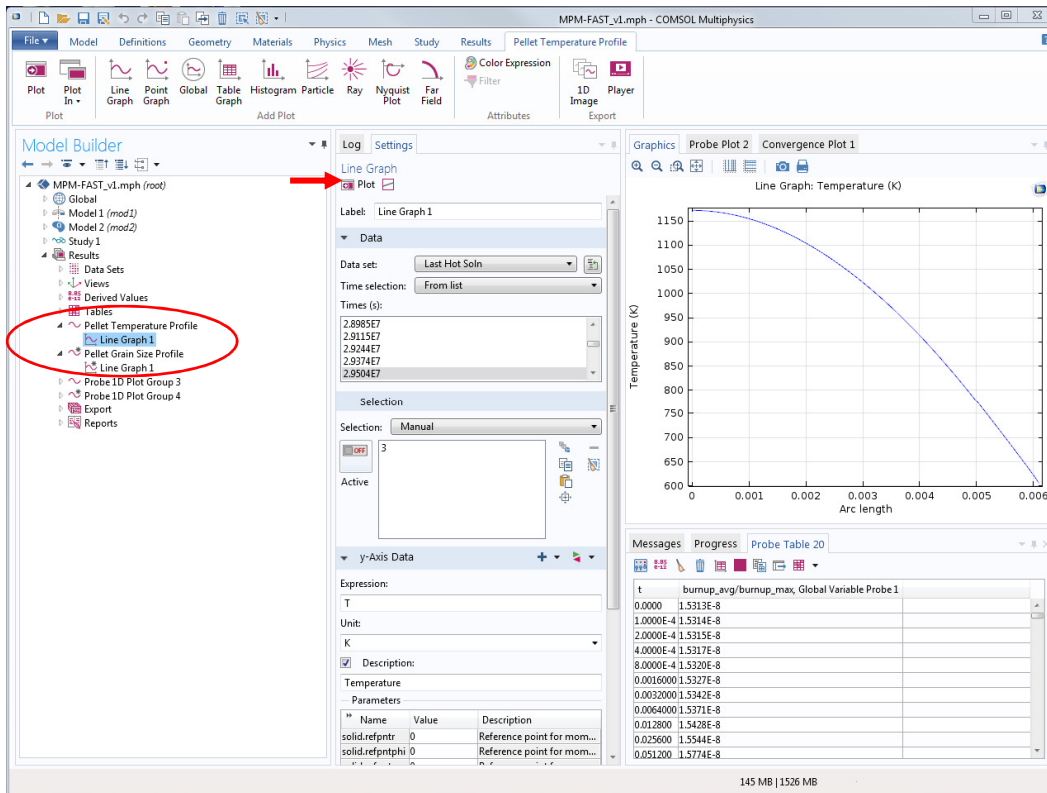 MPM-FAST_v1.mph - COMSOL Multiphysics
File Model Definitions Geometry Materials Physics Mesh Study Results Pellet Temperature Profile
Plot
Plot In
Line Graph
Point Graph
Global
Table Graph
Histogram
Particle
Ray
Nyquist Plot
Far Field
Color Expression
Filter
1D Image
Player
Plot
Add Plot
Attributes
Export
Model Builder
MPM-FAST_v1.mph (root)
Global
Model 1 (mod1)
Model 2 (mod2)
Study 1
Results
Data Sets
Views
Derived Values
Tables
Pellet Temperature Profile
Line Graph 1
Pellet Grain Size Profile
Line Graph 1
Probe 1D Plot Group 3
Probe 1D Plot Group 4
Export
Reports
Log Settings
Line Graph
Plot
Label: Line Graph 1
Data
Data set: Last Hot Soln
Time selection: From list
Times (s):
2.8985E7
2.9115E7
2.9244E7
2.9374E7
2.9504E7
Selection
Selection: Manual
OFF
Active
3
y-Axis Data
Expression:
T
Unit:
K
Description:
Temperature
Parameters
Name Value Description
solid.refpntr 0 Reference point for mom...
solid.refpntphi 0 Reference point for mom...
Graphics Probe Plot 2 Convergence Plot 1
Line Graph: Temperature (K)
Temperature (K)
1150
1100
1050
1000
950
900
850
800
750
700
650
600
0 0.001 0.002 0.003 0.004 0.005 0.006
Arc length
Messages Progress Probe Table 20
8.85
e-12
t burnup_avg/burnup_max, Global Variable Probe 1
0.0000 1.5313E-8
1.0000E-4 1.5314E-8
2.0000E-4 1.5315E-8
4.0000E-4 1.5317E-8
8.0000E-4 1.5320E-8
0.0016000 1.5327E-8
0.0032000 1.5342E-8
0.0064000 1.5371E-8
0.012800 1.5428E-8
0.025600 1.5544E-8
0.051200 1.5774E-8
145 MB | 1526 MB